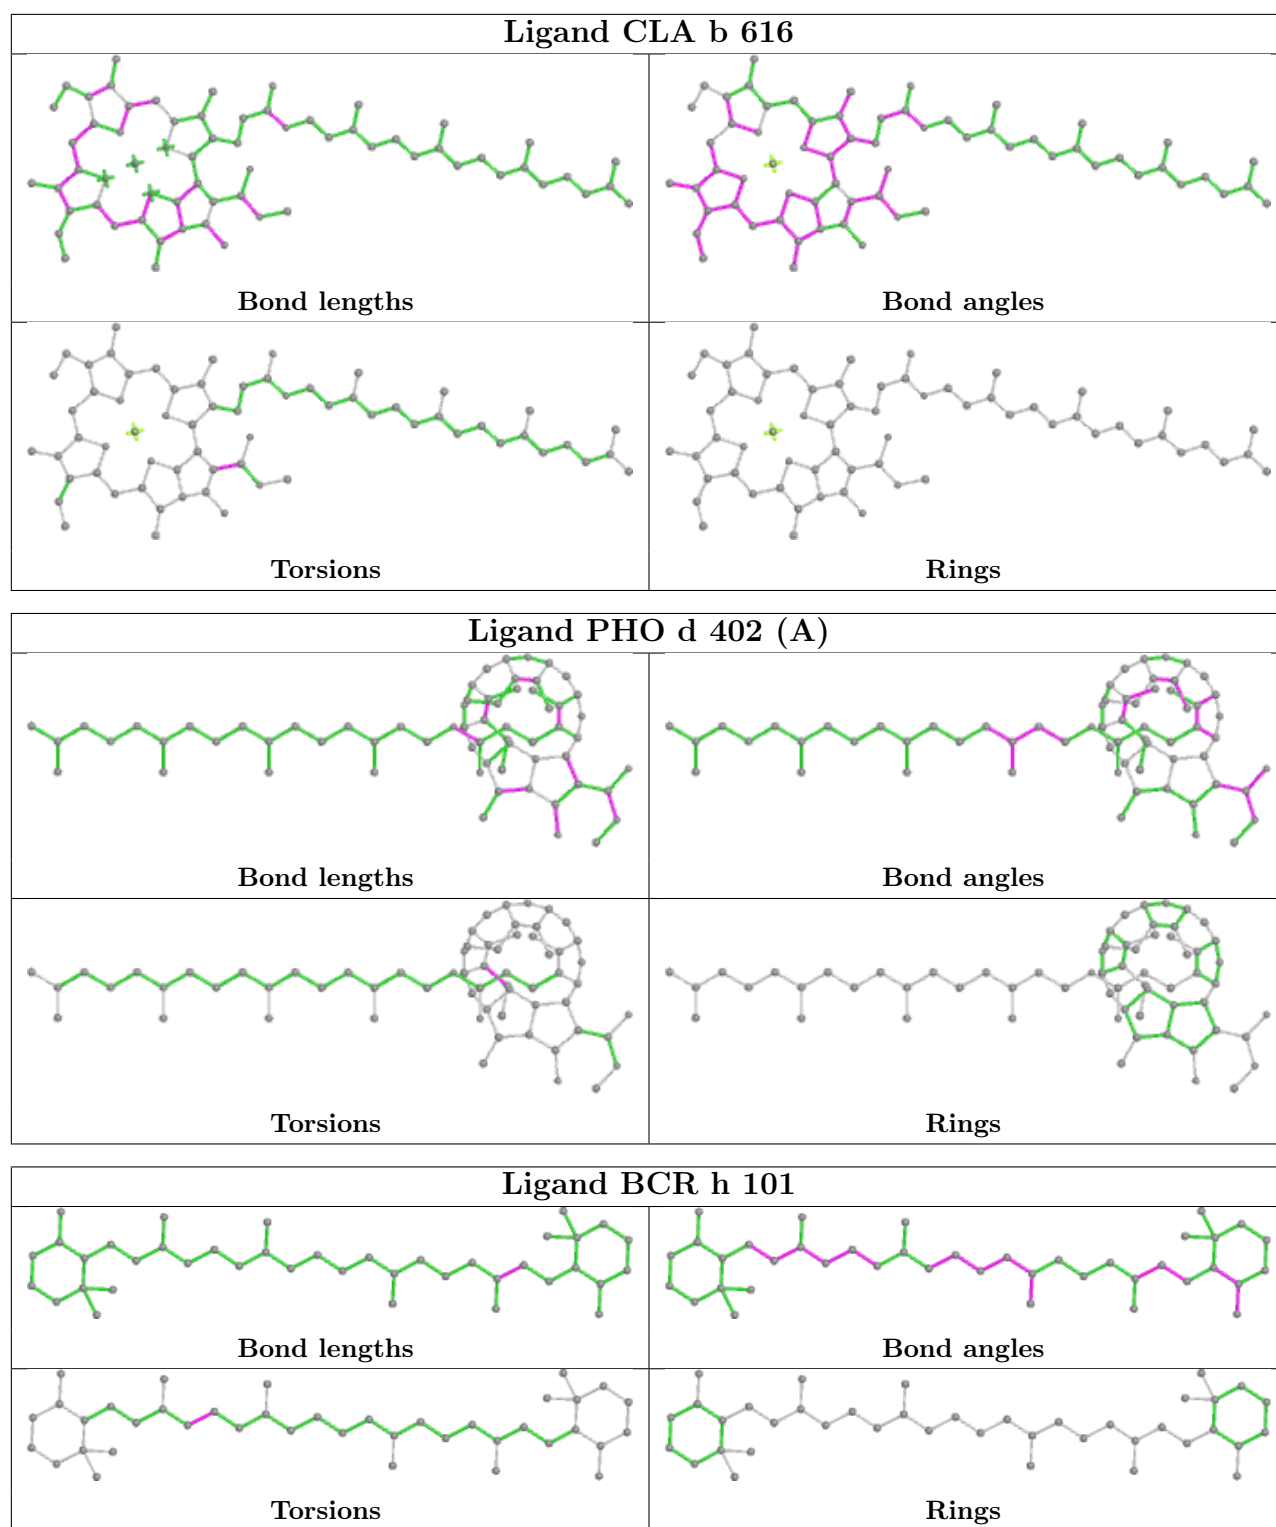 Ligand CLA b 616
Bond lengths
Bond angles
Torsions
Rings
Ligand PHO d 402 (A)
Bond lengths
Bond angles
Torsions
Rings
Ligand BCR h 101
Bond lengths
Bond angles
Torsions
Rings